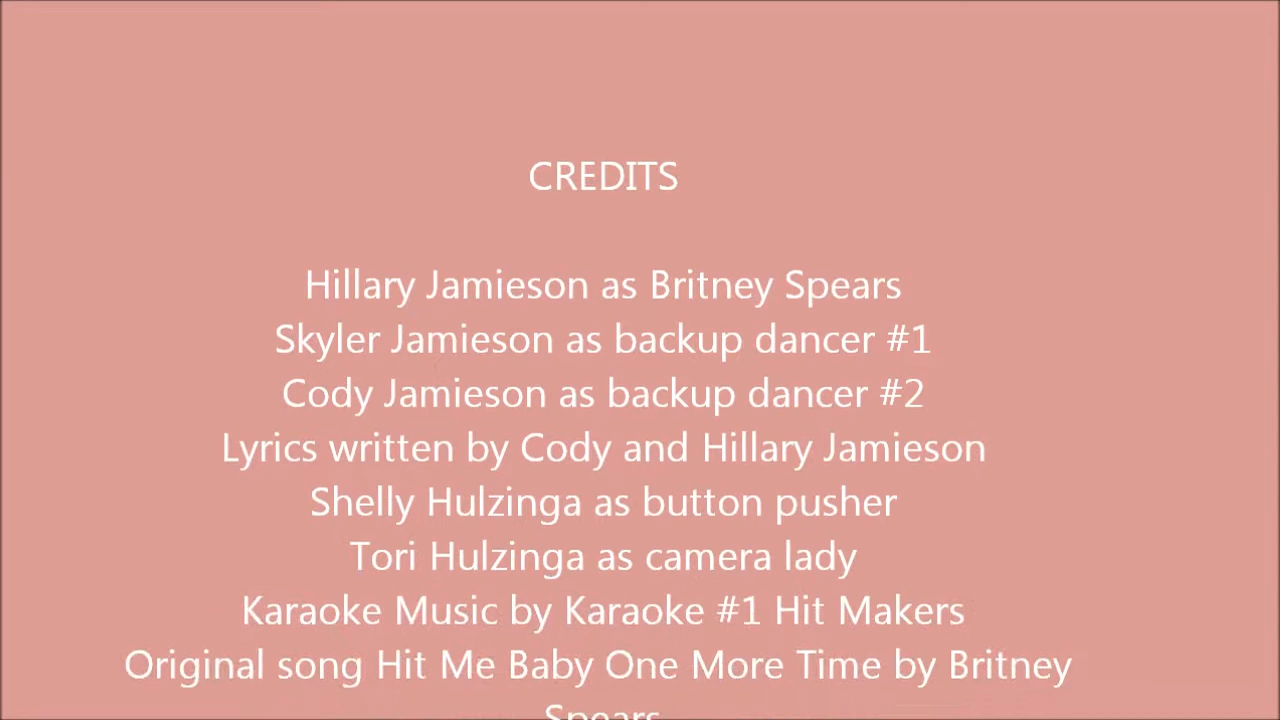 CREDITS
Hillary Jamieson as Britney Spears
Skyler Jamieson as backup dancer #1
Cody Jamieson as backup dancer #2
Lyrics written by Cody and Hillary Jamieson
Shelly Hulzinga as button pusher
Tori Hulzinga as camera lady
Karaoke Music by Karaoke #1 Hit Makers
Original song Hit Me Baby One More Time by Britney
Spears